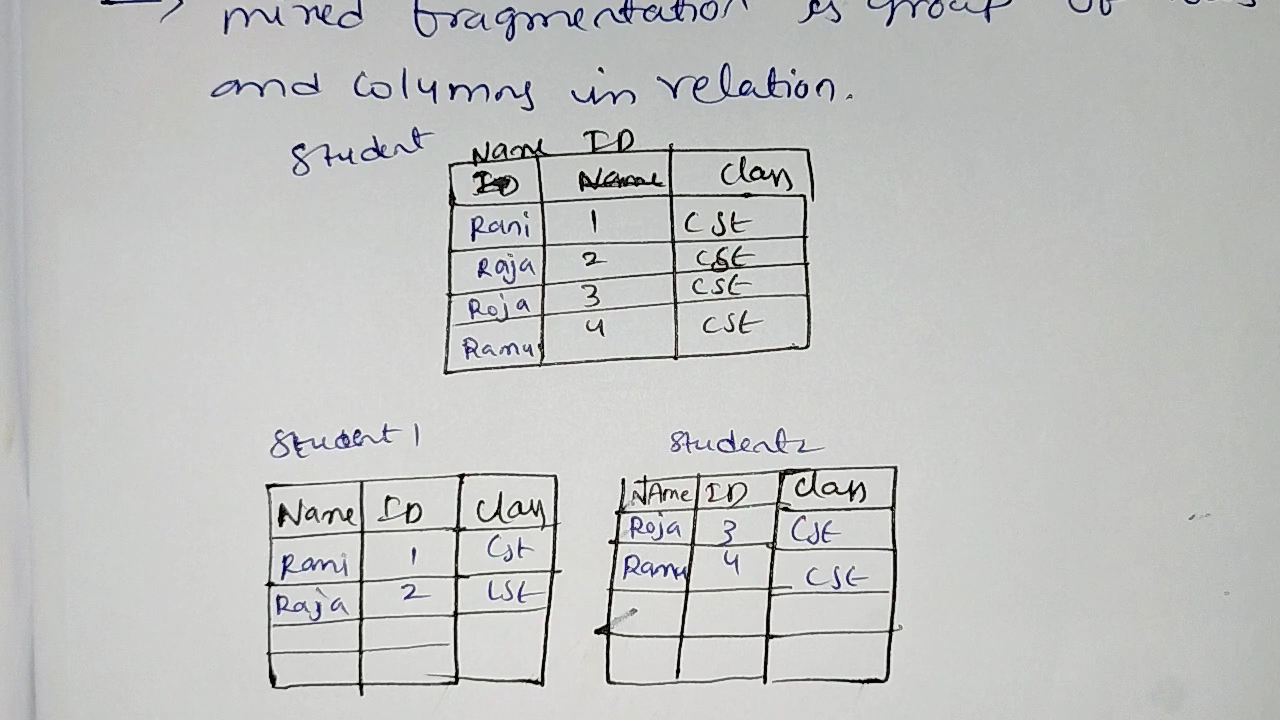 mixed fragmentation is group of
and columns in relation.
Student Name ID
ID Name Class
Rani 1 CSE
Raja 2 CSE
Roja 3 CSE
Ramu 4 CSE
Student 1 Student2
Name ID Class
Rani 1 CSE
Raja 2 CSE
NAme ID Class
Roja 3 CSE
Ramu 4 CSE